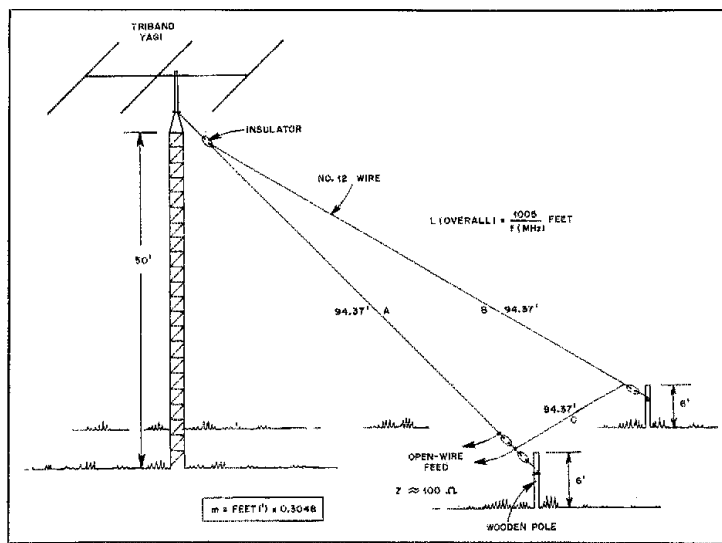 TRIBAND
YAGI
INSULATOR
NO. 12 WIRE
L (OVERALL) = 1005 / f (MHz) FEET
50'
94.37' A
B 94.37'
94.37'
C
6'
OPEN-WIRE
FEED
Z ≈ 100 Ω
6'
WOODEN POLE
m = FEET (') x 0.3048